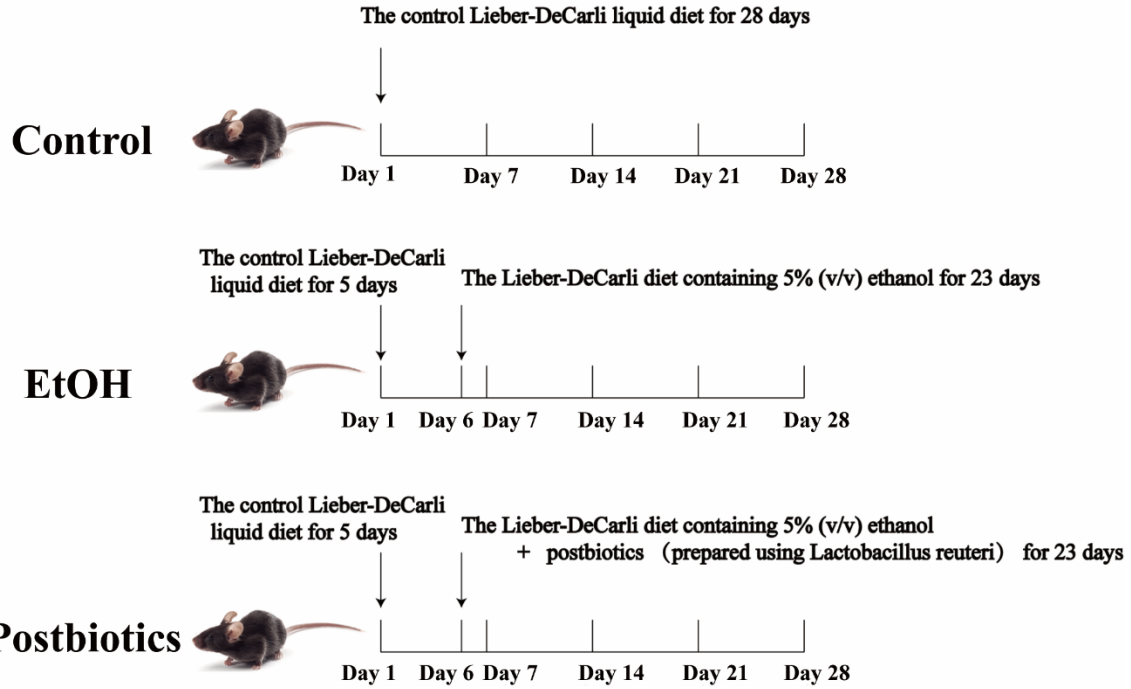 The control Lieber-DeCarli liquid diet for 28 days
Control
Day 1 Day 7 Day 14 Day 21 Day 28
The control Lieber-DeCarli
liquid diet for 5 days
The Lieber-DeCarli diet containing 5% (v/v) ethanol for 23 days
EtOH
Day 1 Day 6 Day 7 Day 14 Day 21 Day 28
The control Lieber-DeCarli
liquid diet for 5 days
The Lieber-DeCarli diet containing 5% (v/v) ethanol
+ postbiotics （prepared using Lactobacillus reuteri） for 23 days
Postbiotics
Day 1 Day 6 Day 7 Day 14 Day 21 Day 28